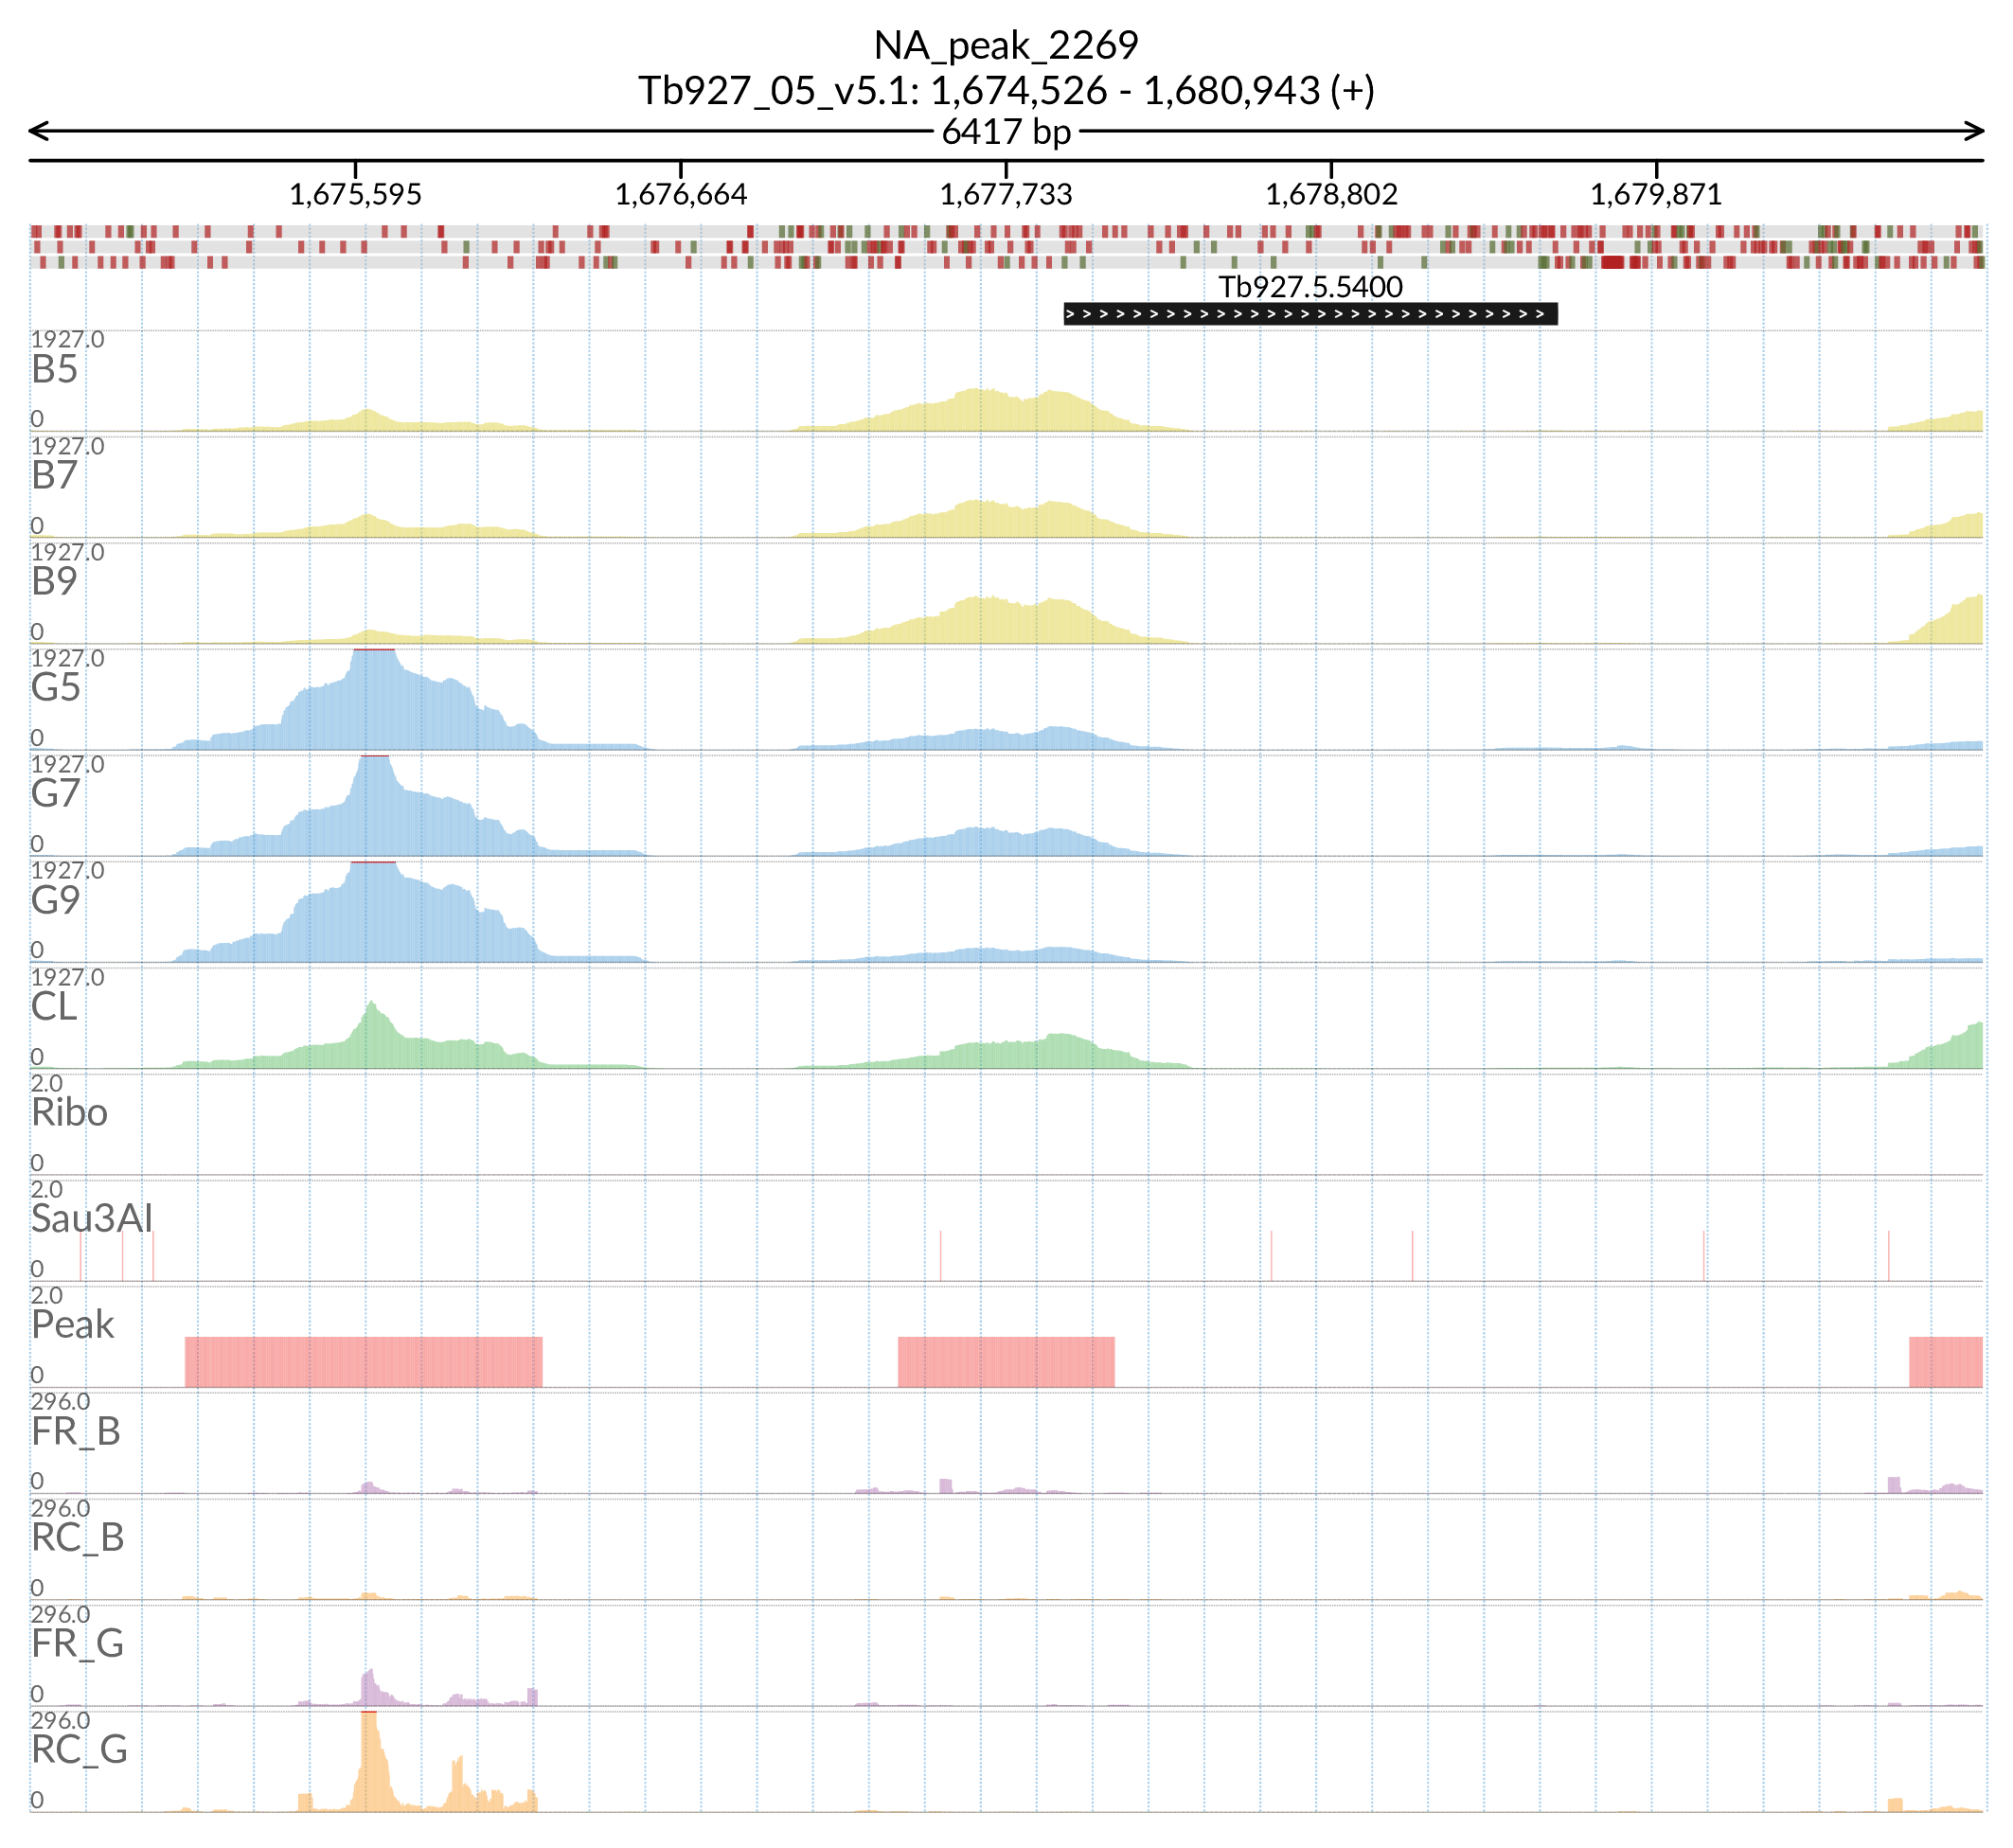 NA_peak_2269
Tb927_05_v5.1: 1,674,526 - 1,680,943 (+)
6417 bp
1,675,595 1,676,664 1,677,733 1,678,802 1,679,871
Tb927.5.5400
1927.0
B5
0
1927.0
B7
0
1927.0
B9
0
1927.0
G5
0
1927.0
G7
0
1927.0
G9
0
1927.0
CL
0
2.0
Ribo
0
2.0
Sau3AI
0
2.0
Peak
0
296.0
FR_B
0
296.0
RC_B
0
296.0
FR_G
0
296.0
RC_G
0